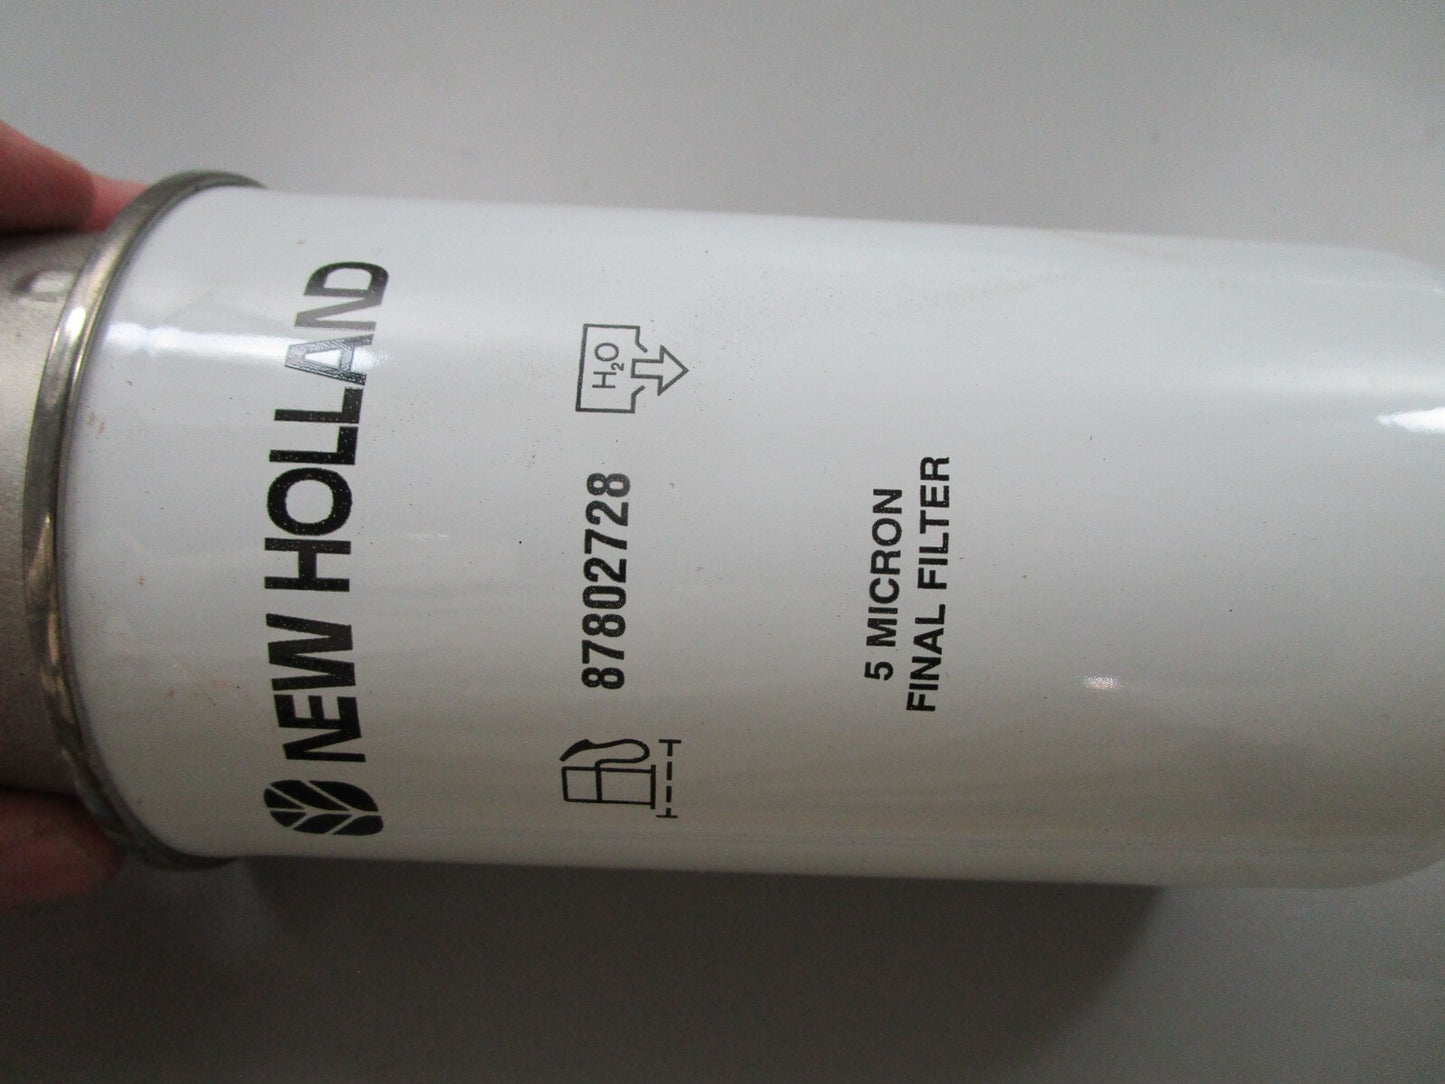 NEW HOLLAND
87802728
H₂O
5 MICRON
FINAL FILTER